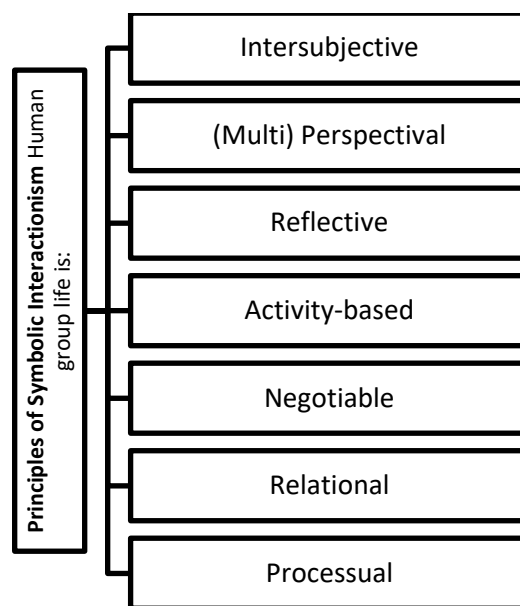 Principles of Symbolic Interactionism Human
group life is:
Intersubjective
(Multi) Perspectival
Reflective
Activity-based
Negotiable
Relational
Processual